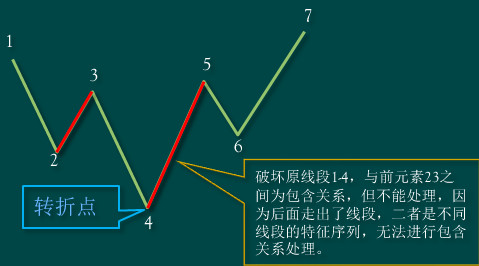 7
1
3
5
2
6
4
转折点
破坏原线段1-4，与前元素23之
间为包含关系，但不能处理，因
为后面走出了线段，二者是不同
线段的特征序列，无法进行包含
关系处理。